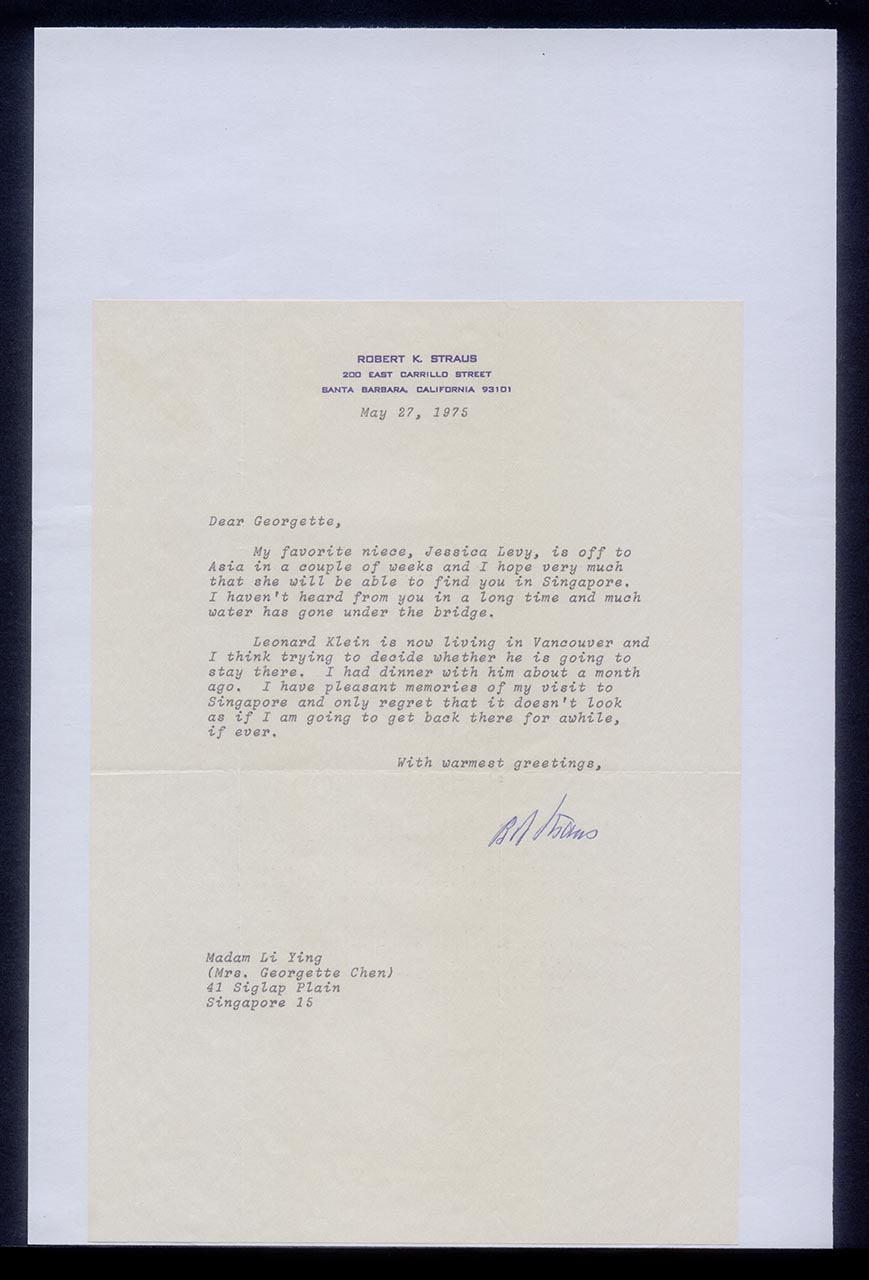 ROBERT K. STRAUS
200 EAST CARRILLO STREET
SANTA BARBARA, CALIFORNIA 93101
May 27, 1975
Dear Georgette,
My favorite niece, Jessica Levy, is off to
Asia in a couple of weeks and I hope very much
that she will be able to find you in Singapore.
I haven't heard from you in a long time and much
water has gone under the bridge.
Leonard Klein is now living in Vancouver and
I think trying to decide whether he is going to
stay there. I had dinner with him about a month
ago. I have pleasant memories of my visit to
Singapore and only regret that it doesn't look
as if I am going to get back there for awhile,
if ever.
With warmest greetings,
Bob Straus
Madam Li Ying
(Mrs. Georgette Chen)
41 Siglap Plain
Singapore 15